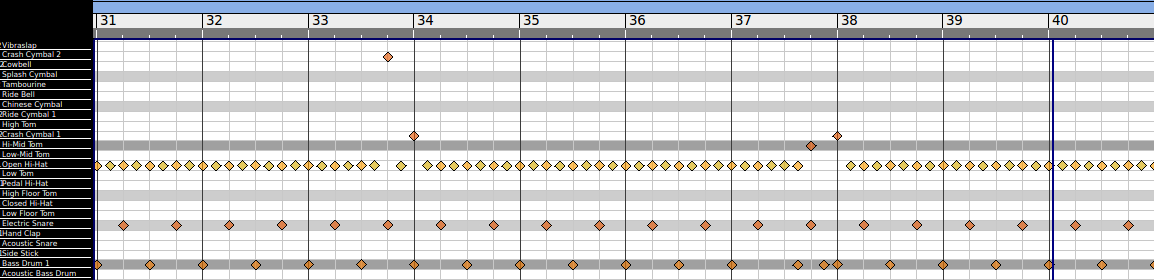 31 32 33 34 35 36 37 38 39 40
Vibraslap
Crash Cymbal 2
Cowbell
Splash Cymbal
Tambourine
Ride Bell
Chinese Cymbal
Ride Cymbal 1
High Tom
Crash Cymbal 1
Hi-Mid Tom
Low-Mid Tom
Open Hi-Hat
Low Tom
Pedal Hi-Hat
High Floor Tom
Closed Hi-Hat
Low Floor Tom
Electric Snare
Hand Clap
Acoustic Snare
Side Stick
Bass Drum 1
Acoustic Bass Drum